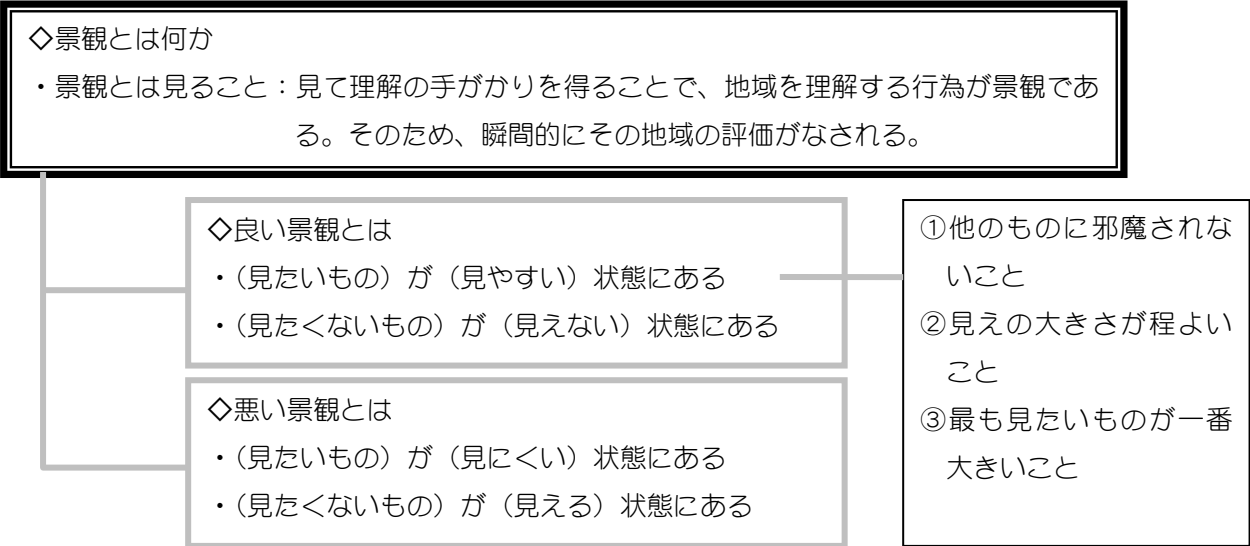 ◇景観とは何か
・景観とは見ること：見て理解の手がかりを得ることで、地域を理解する行為が景観であ
る。そのため、瞬間的にその地域の評価がなされる。
◇良い景観とは
・（見たいもの）が（見やすい）状態にある
・（見たくないもの）が（見えない）状態にある
①他のものに邪魔されな
いこと
②見えの大きさが程よい
こと
③最も見たいものが一番
大きいこと
◇悪い景観とは
・（見たいもの）が（見にくい）状態にある
・（見たくないもの）が（見える）状態にある